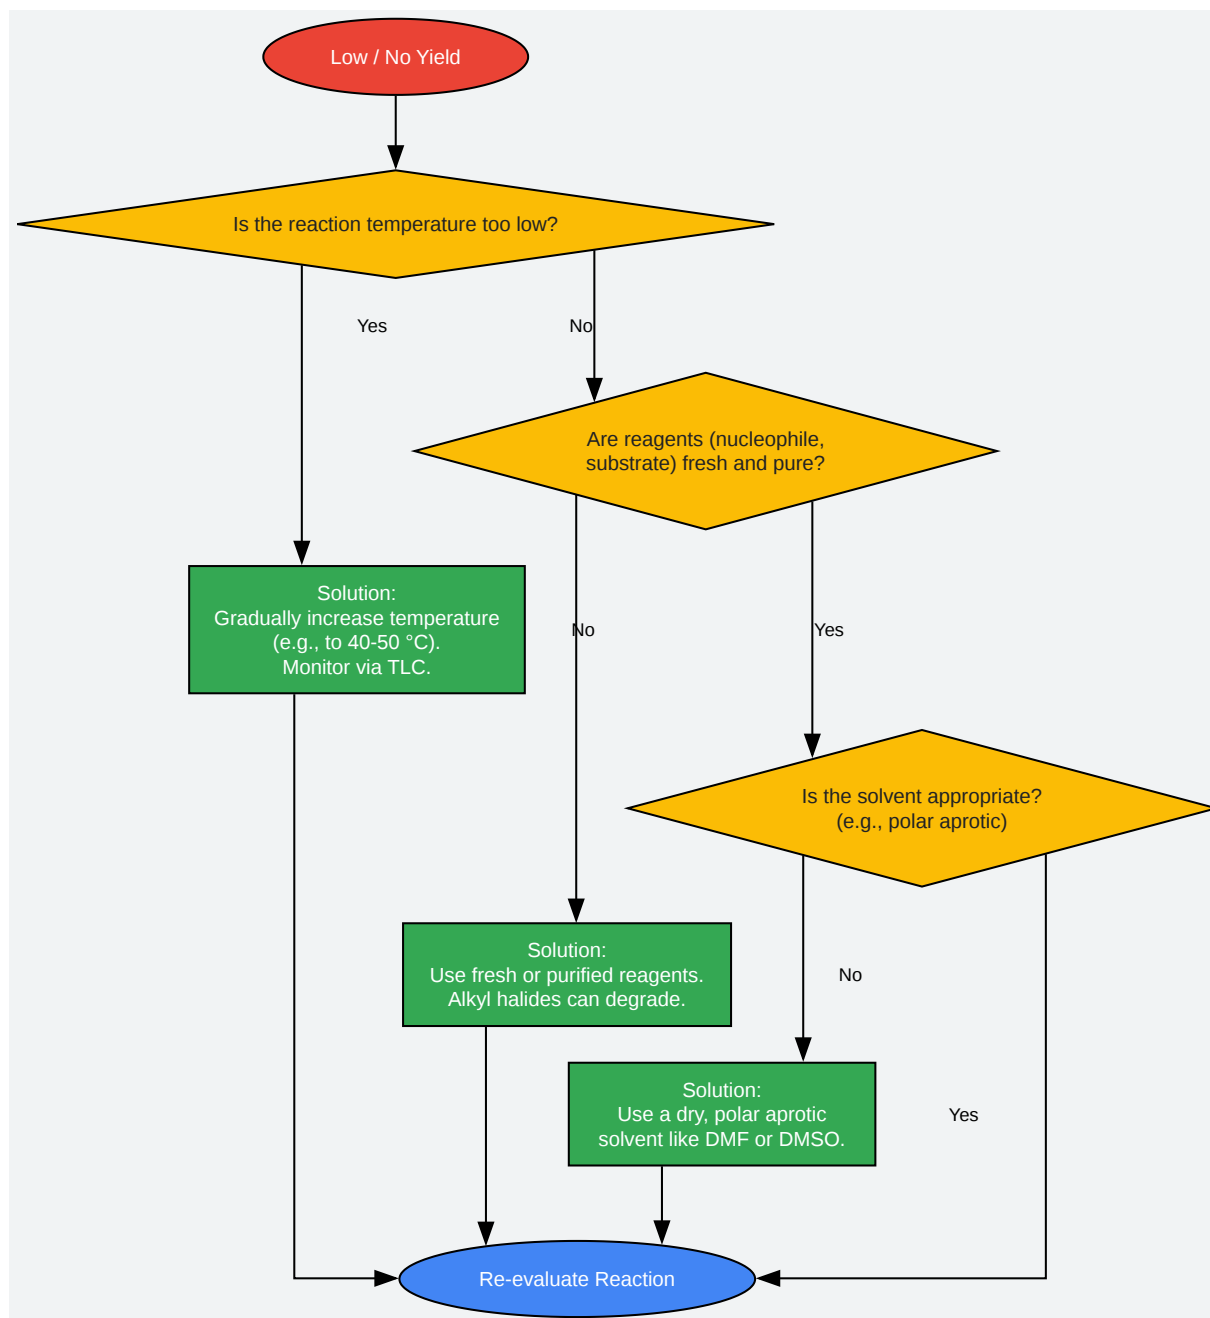 Low / No Yield
Is the reaction temperature too low?
Yes
No
Are reagents (nucleophile,
substrate) fresh and pure?
Solution:
Gradually increase temperature
(e.g., to 40-50 °C).
Monitor via TLC.
No
Yes
Is the solvent appropriate?
(e.g., polar aprotic)
Solution:
Use fresh or purified reagents.
Alkyl halides can degrade.
No
Solution:
Use a dry, polar aprotic
solvent like DMF or DMSO.
Yes
Re-evaluate Reaction